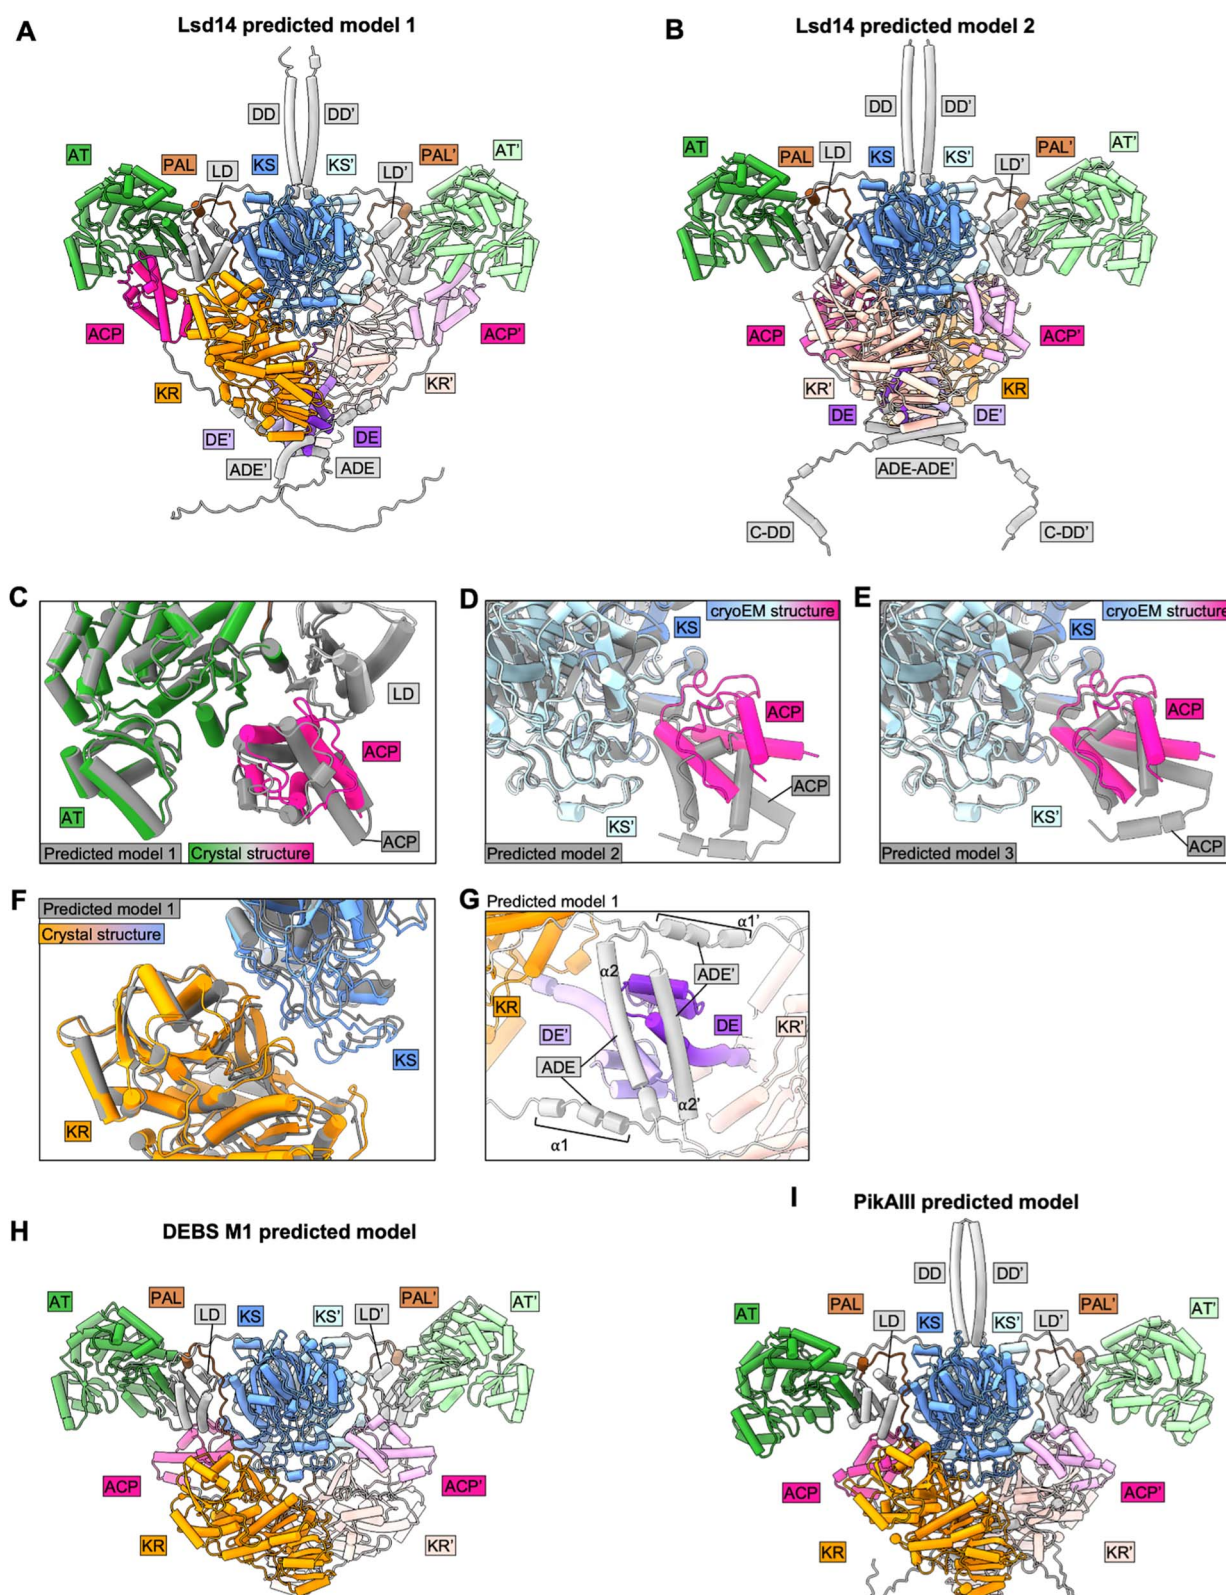 A
Lsd14 predicted model 1
DD
DD'
AT
PAL
LD
KS
KS'
LD'
PAL'
AT'
ACP
ACP'
KR
KR'
DE'
DE
ADE'
ADE
B
Lsd14 predicted model 2
DD
DD'
AT
PAL
LD
KS
KS'
LD'
PAL'
AT'
ACP
ACP'
KR'
KR
DE
DE'
ADE-ADE'
C-DD
C-DD'
C
LD
ACP
AT
ACP
Predicted model 1
Crystal structure
D
cryoEM structure
KS
ACP
ACP
KS'
Predicted model 2
E
cryoEM structure
KS
ACP
KS'
ACP
Predicted model 3
F
Predicted model 1
Crystal structure
KS
KR
G
Predicted model 1
α1'
ADE'
α2
KR
DE'
DE
KR'
ADE
α2'
α1
H
DEBS M1 predicted model
AT
PAL
LD
KS
KS'
LD'
PAL'
AT'
ACP
ACP'
KR
KR'
I
PikAIII predicted model
DD
DD'
AT
PAL
LD
KS
KS'
LD'
PAL'
AT'
ACP
ACP'
KR
KR'